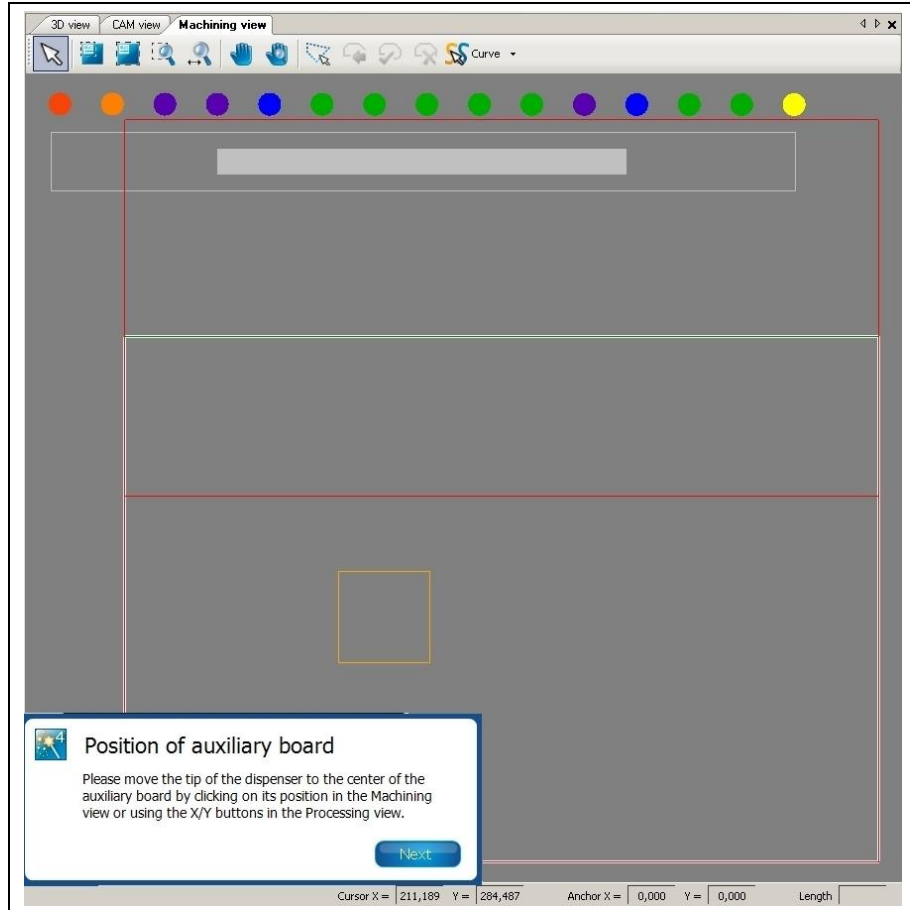 3D view CAM view Machining view
Curve
4
Position of auxiliary board
Please move the tip of the dispenser to the center of the
auxiliary board by clicking on its position in the Machining
view or using the X/Y buttons in the Processing view.
Next
Cursor X = 211,189 Y = 284,487 Anchor X = 0,000 Y = 0,000 Length